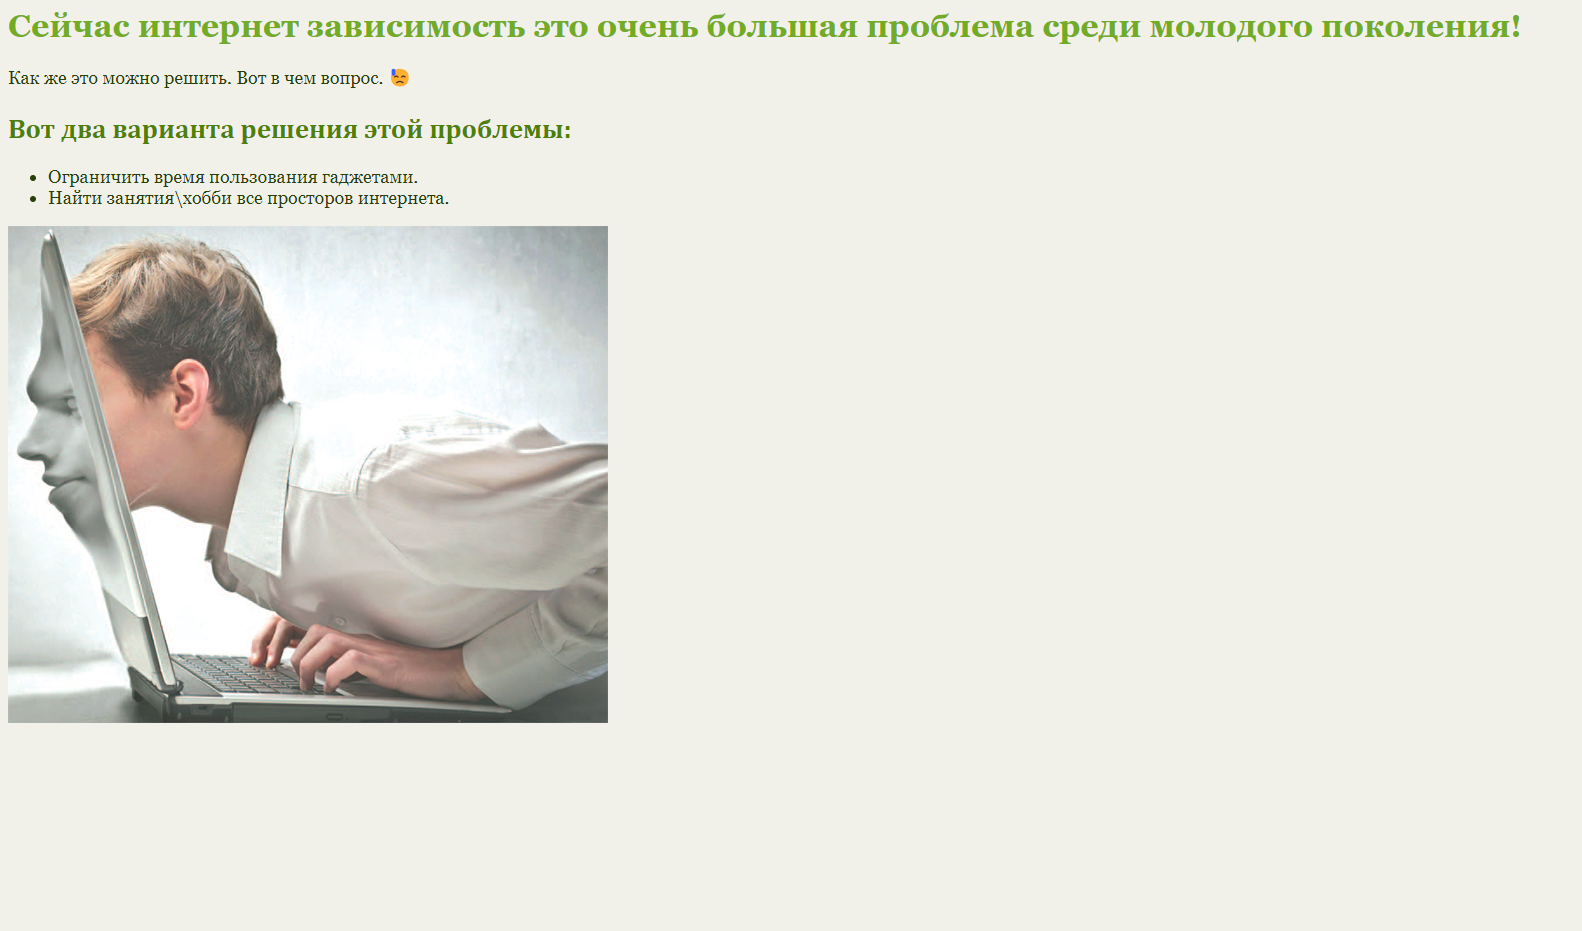 Сейчас интернет зависимость это очень большая проблема среди молодого поколения!
Как же это можно решить. Вот в чем вопрос. 😓
Вот два варианта решения этой проблемы:
• Ограничить время пользования гаджетами.
• Найти занятия\хобби все просторов интернета.